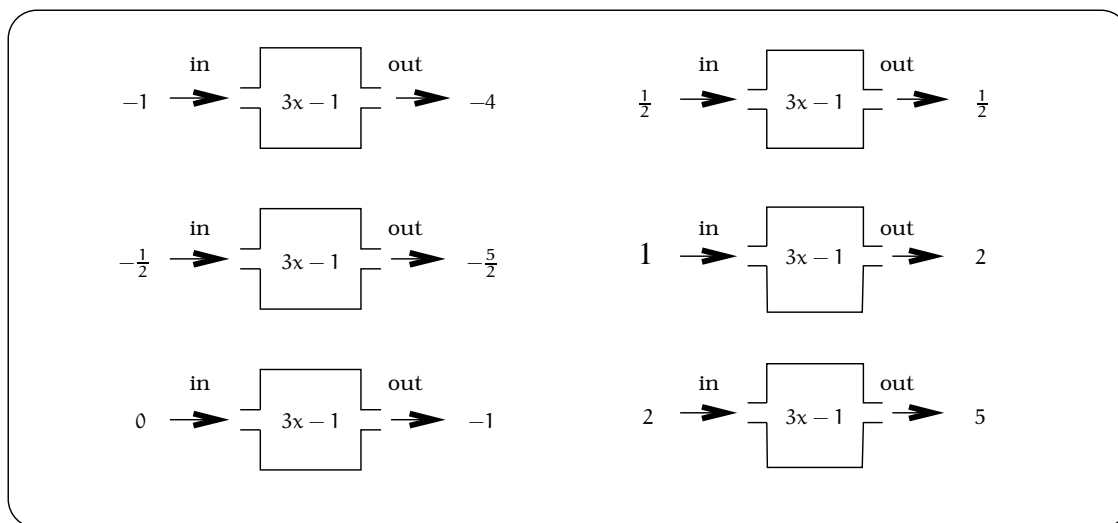 in out in out
−1 3x − 1 −4 1/2 3x − 1 1/2
in out in out
−1/2 3x − 1 −5/2 1 3x − 1 2
in out in out
0 3x − 1 −1 2 3x − 1 5